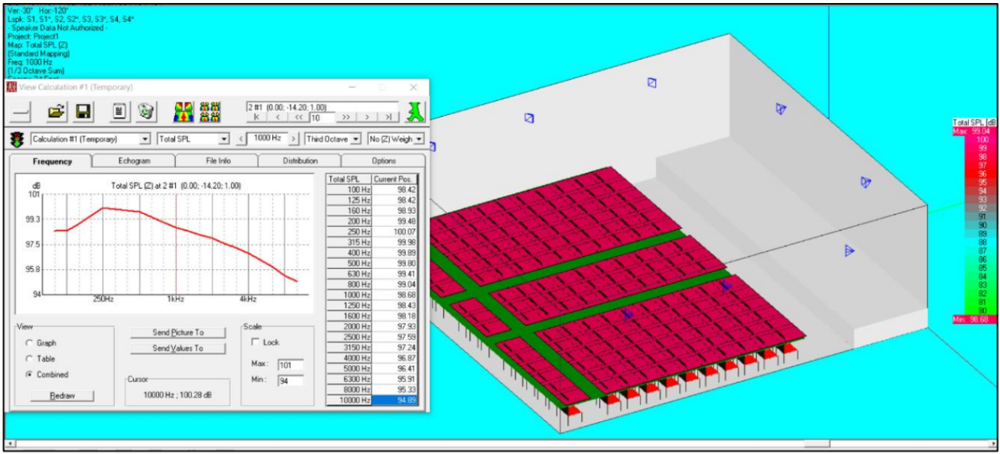 Ver:-30° Hor:-120°
Lspk: S1, S1*, S2, S2*, S3, S3*, S4, S4*
- Speaker Data Not Authorized -
Project: Project1
Map: Total SPL (Z)
(Standard Mapping)
Freq: 1000 Hz
(1/3 Octave Sum)
View Calculation #1 (Temporary)
2 #1 (0.00; -14.20; 1.00)
|< < << 10 >> > >|
Calculation #1 (Temporary) Total SPL < 1000 Hz > Third Octave No (Z) Weigh
Frequency Echogram File Info Distribution Options
dB Total SPL (Z) at 2 #1 (0.00; -14.20; 1.00)
101
99.3
97.5
95.8
94
250Hz 1kHz 4kHz
Total SPL Current Pos.
100 Hz 98.42
125 Hz 98.42
160 Hz 98.93
200 Hz 99.48
250 Hz 100.07
315 Hz 99.98
400 Hz 99.89
500 Hz 99.80
630 Hz 99.41
800 Hz 99.04
1000 Hz 98.68
1250 Hz 98.43
1600 Hz 98.18
2000 Hz 97.93
2500 Hz 97.59
3150 Hz 97.24
4000 Hz 96.87
5000 Hz 96.41
6300 Hz 95.91
8000 Hz 95.33
10000 Hz 94.89
View
Graph
Table
Combined
Redraw
Send Picture To
Send Values To
Cursor
10000 Hz ; 100.28 dB
Scale
Lock
Max: 101
Min: 94
Total SPL [dB
Max: 99.04
100
99
98
97
96
95
94
93
92
91
90
89
88
87
86
85
84
83
82
81
80
Min: 98.68